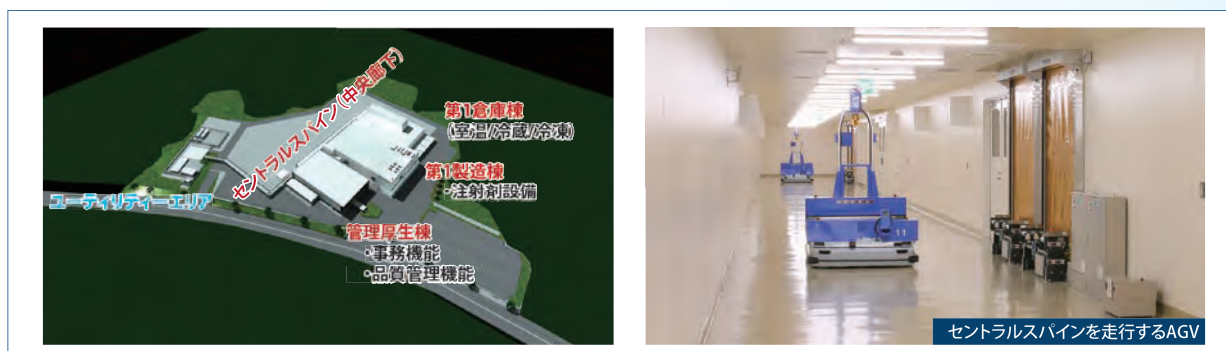 セントラルスパイン（中央廊下）
第1倉庫棟
（室温/冷蔵/冷凍）
第1製造棟
・注射剤設備
ユーティリティーエリア
管理厚生棟
・事務機能
・品質管理機能
11
セントラルスパインを走行するAGV